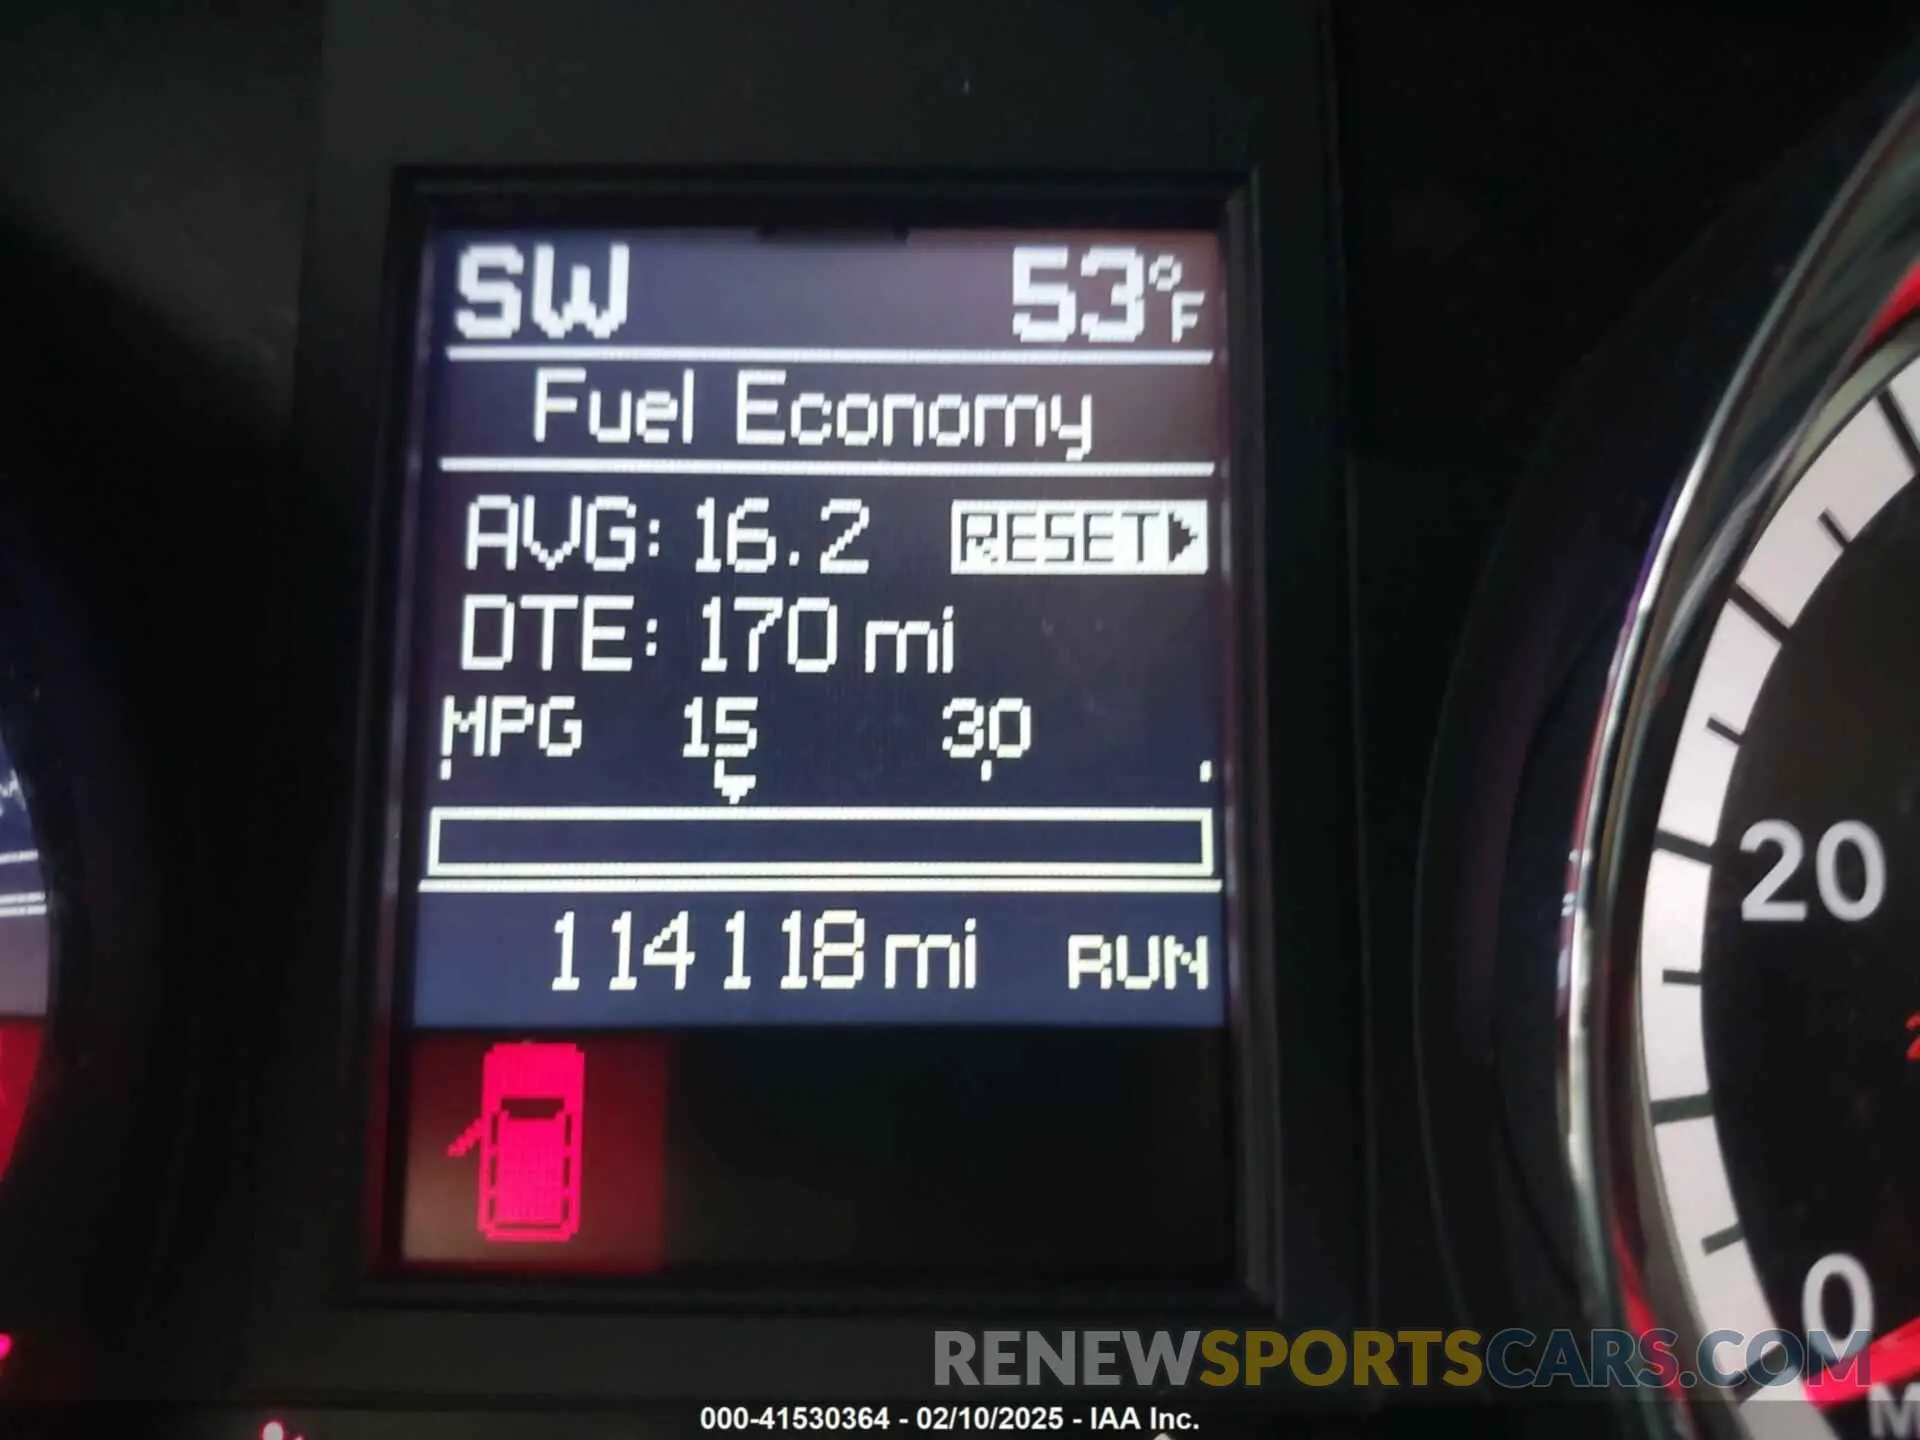 SW 53°F
Fuel Economy
AVG: 16.2 RESET
DTE: 170 mi
MPG 15 30
114118 mi RUN
20
0
RENEWSPORTSCARS.COM
000-41530364 - 02/10/2025 - IAA Inc.